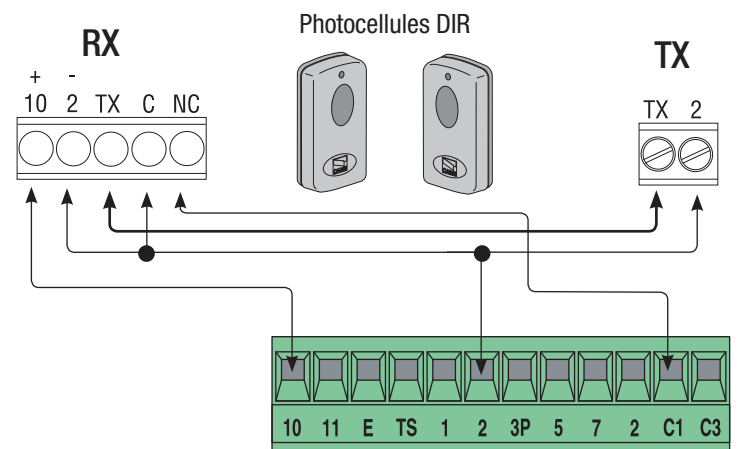 Photocellules DIR
RX
TX
+ -
10 2 TX C NC
TX 2
10 11 E TS 1 2 3P 5 7 2 C1 C3